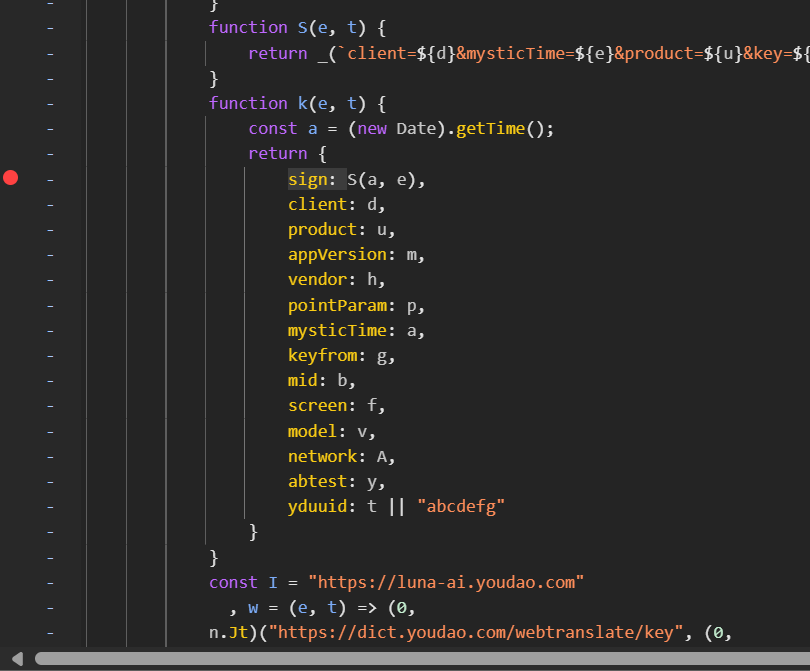 }
function S(e, t) {
return _(`client=${d}&mysticTime=${e}&product=${u}&key=${
}
function k(e, t) {
const a = (new Date).getTime();
return {
sign: S(a, e),
client: d,
product: u,
appVersion: m,
vendor: h,
pointParam: p,
mysticTime: a,
keyfrom: g,
mid: b,
screen: f,
model: v,
network: A,
abtest: y,
yduuid: t || "abcdefg"
}
}
const I = "https://luna-ai.youdao.com"
, w = (e, t) => (0,
n.Jt)("https://dict.youdao.com/webtranslate/key", (0,